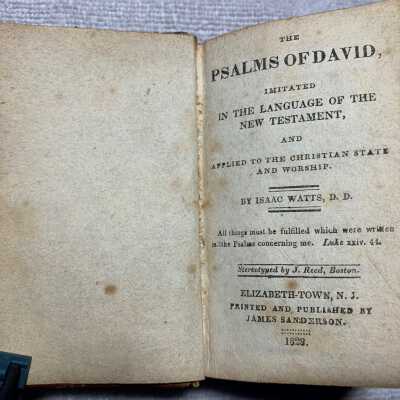 THE
PSALMS OF DAVID,
IMITATED
IN THE LANGUAGE OF THE
NEW TESTAMENT,
AND
APPLIED TO THE CHRISTIAN STATE
AND WORSHIP.
BY ISAAC WATTS, D. D.
All things must be fulfilled which were written
in the Psalms concerning me. Luke xxiv. 44.
Stereotyped by J. Reed, Boston.
ELIZABETH-TOWN, N. J.
PRINTED AND PUBLISHED BY
JAMES SANDERSON.